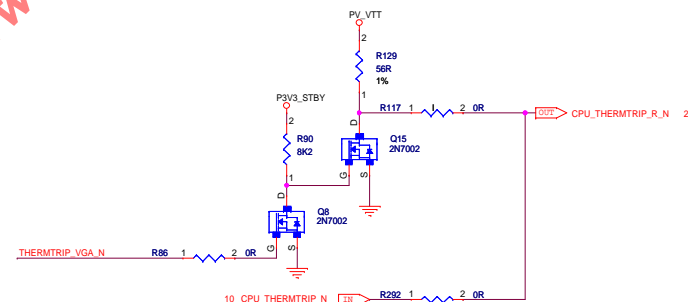 W
PV_VTT
2
R129
56R
1%
1
P3V3_STBY
2
R90
8K2
1
R117 1 I 2 0R
OUT CPU_THERMTRIP_R_N 2
D
Q15
2N7002
G S
D
Q8
2N7002
G S
THERMTRIP_VGA_N R86 1 2 0R
10 CPU_THERMTRIP_N IN R292 1 2 0R